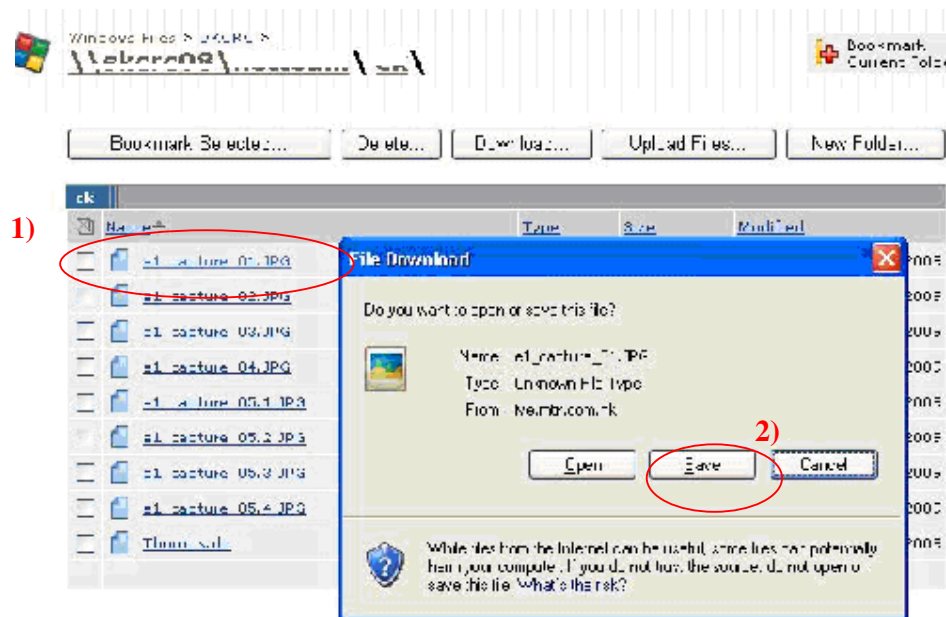 Windows Files >
Bookmark
Current Folde
Bookmark Selected...
Delete...
Download...
Upload Files...
New Folder...
ck
1)
Name
Type
Size
Modified
e1_capture_01.JPG
e1_capture_02.JPG
e1_capture_03.JPG
e1_capture_04.JPG
e1_capture_05.1.JPG
e1_capture_05.2.JPG
e1_capture_05.3.JPG
e1_capture_05.4.JPG
File Download
Do you want to open or save this file?
Name: e1_capture_01.JPG
Type: Unknown File Type
From:
2)
Open
Save
Cancel
While files from the Internet can be useful, some files can potentially
harm your computer. If you do not trust the source, do not open or
save this file. What's the risk?